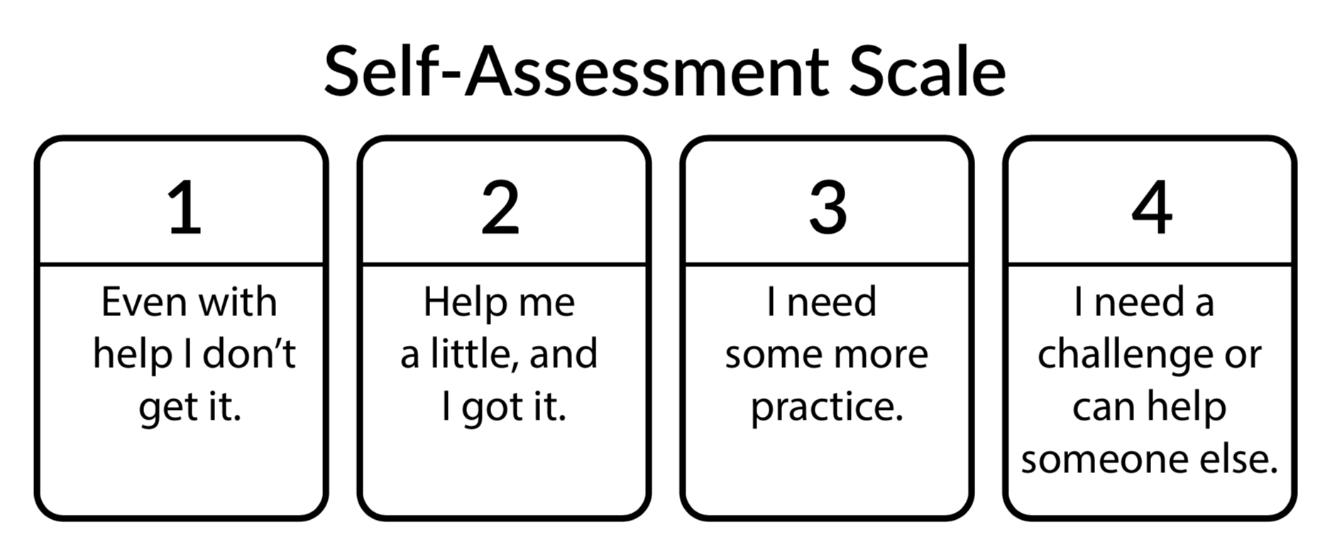 Self-Assessment Scale
1
Even with
help I don’t
get it.
2
Help me
a little, and
I got it.
3
I need
some more
practice.
4
I need a
challenge or
can help
someone else.